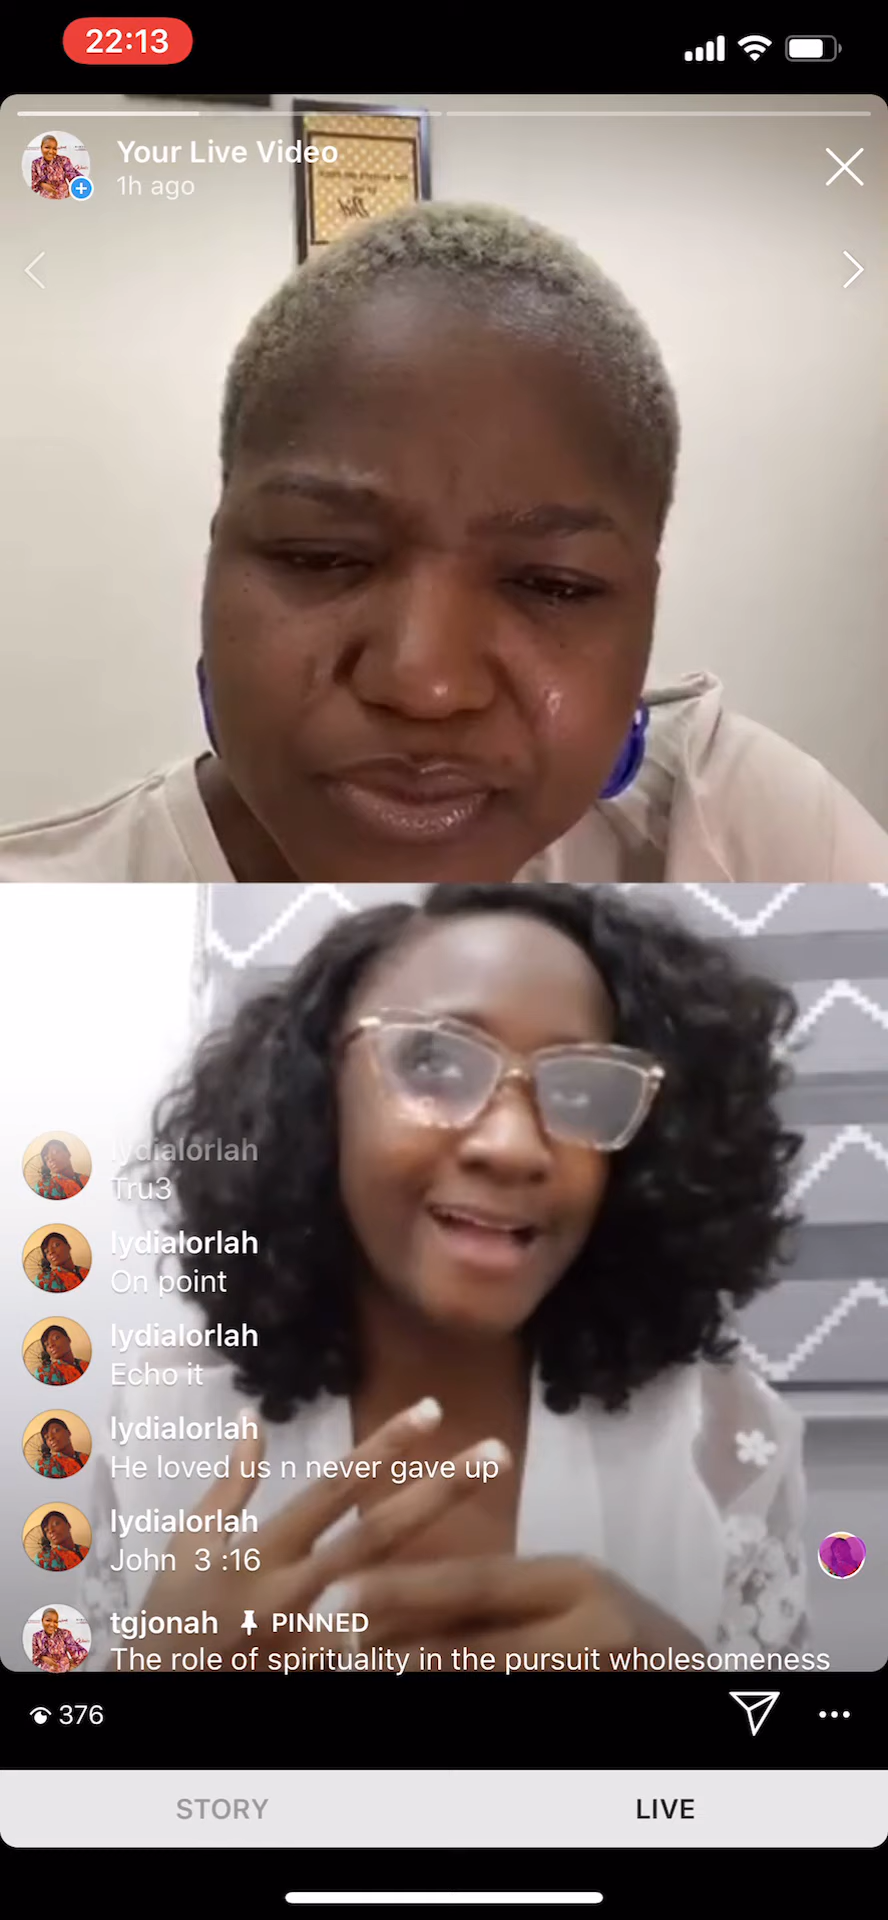 22:13
Your Live Video
1h ago
lydialorlah
Tru3
lydialorlah
On point
lydialorlah
Echo it
lydialorlah
He loved us n never gave up
lydialorlah
John 3 :16
tgjonah PINNED
The role of spirituality in the pursuit wholesomeness
376
STORY
LIVE